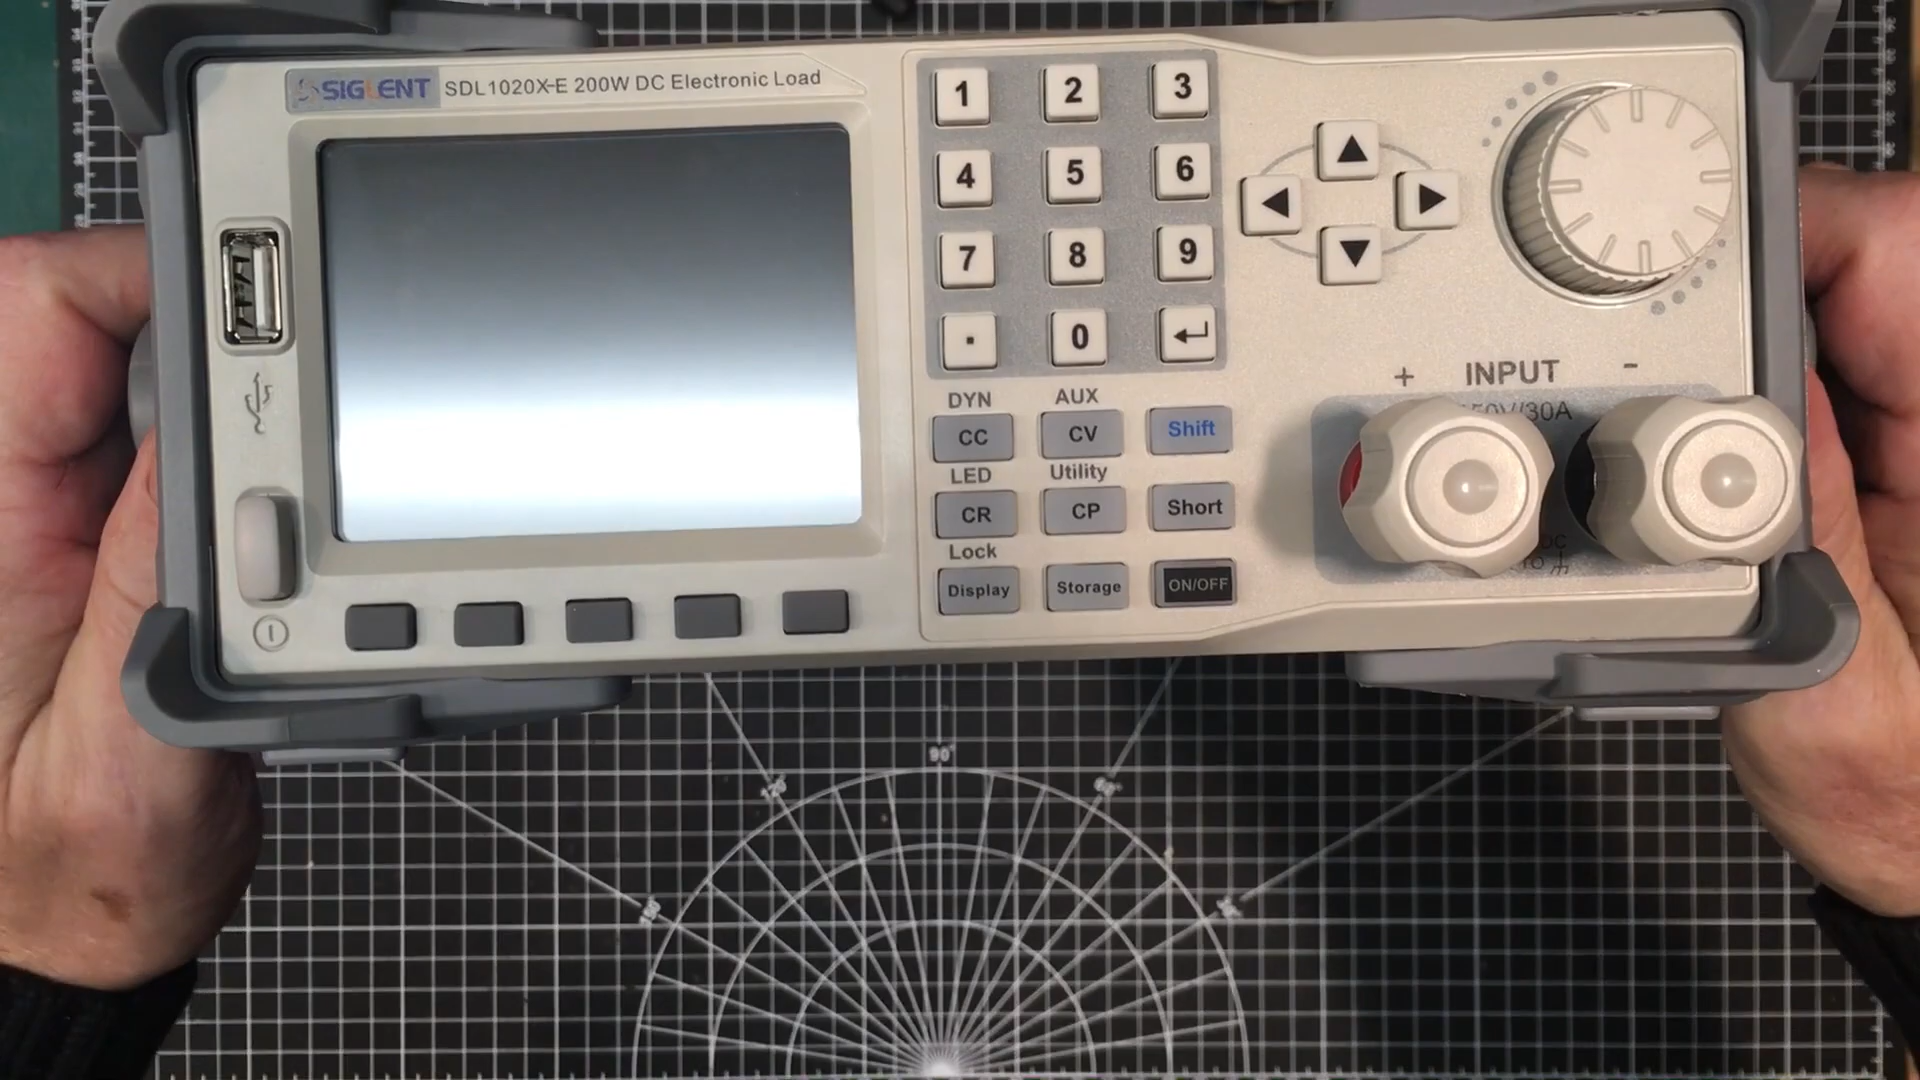 SIGLENT SDL1020X-E 200W DC Electronic Load
1 2 3
4 5 6
7 8 9
. 0
+ INPUT -
DYN AUX
CC CV Shift
LED Utility
CR CP Short
Lock
Display Storage ON/OFF
90°